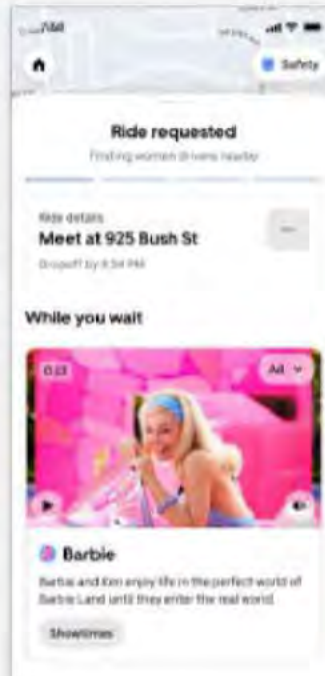 Safety
Ride requested
Finding women drivers nearby
Ride details
Meet at 925 Bush St
Dropoff by 8:54 PM
While you wait
0:23
Ad
Barbie
Barbie and Ken enjoy life in the perfect world of
Barbie Land until they enter the real world.
Showtimes